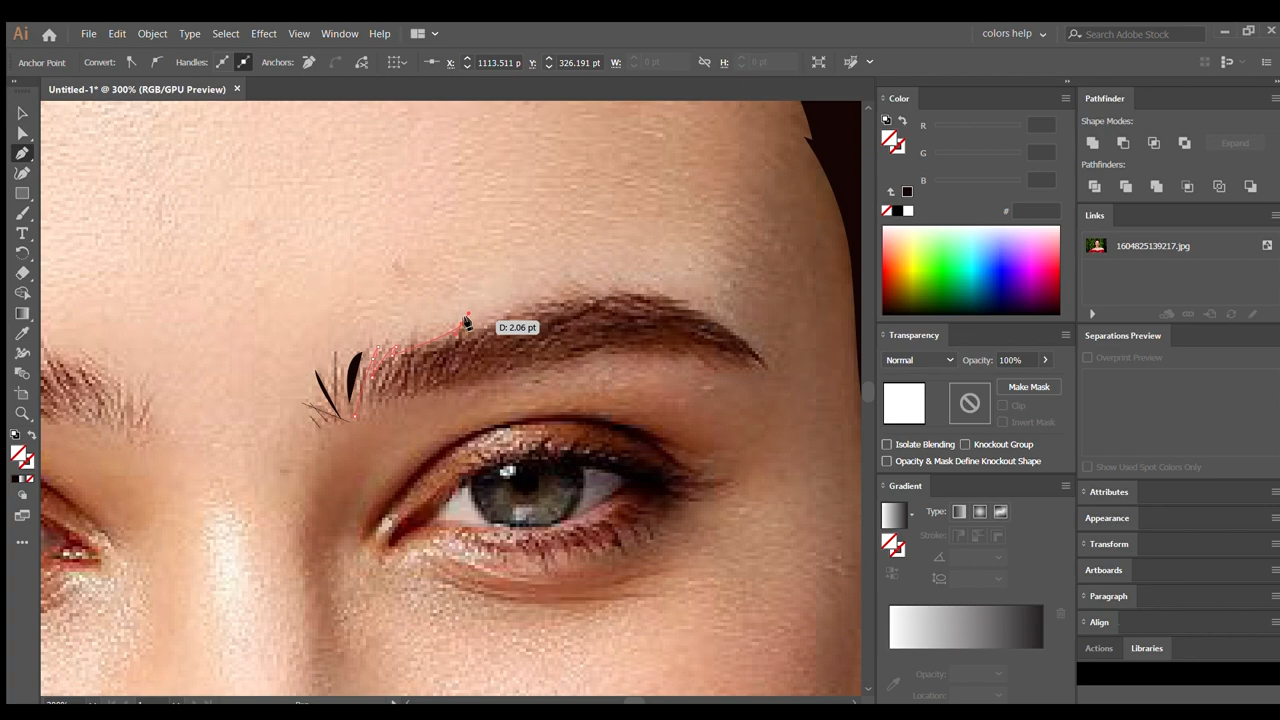 Ai File Edit Object Type Select Effect View Window Help colors help Search Adobe Stock
Anchor Point Convert: Handles: Anchors: X: 1113.511 p Y: 326.191 pt W: 0 pt H: 0 pt
Untitled-1* @ 300% (RGB/GPU Preview) ×
D: 2.06 pt
Color
R
G
B
#
Transparency
Normal Opacity: 100%
Make Mask
Clip
Invert Mask
Isolate Blending Knockout Group
Opacity & Mask Define Knockout Shape
Gradient
Type:
Stroke:
Opacity:
Location:
Pathfinder
Shape Modes:
Expand
Pathfinders:
Links
1604825139217.jpg
Separations Preview
Overprint Preview
Show Used Spot Colors Only
Attributes
Appearance
Transform
Artboards
Paragraph
Align
Actions Libraries